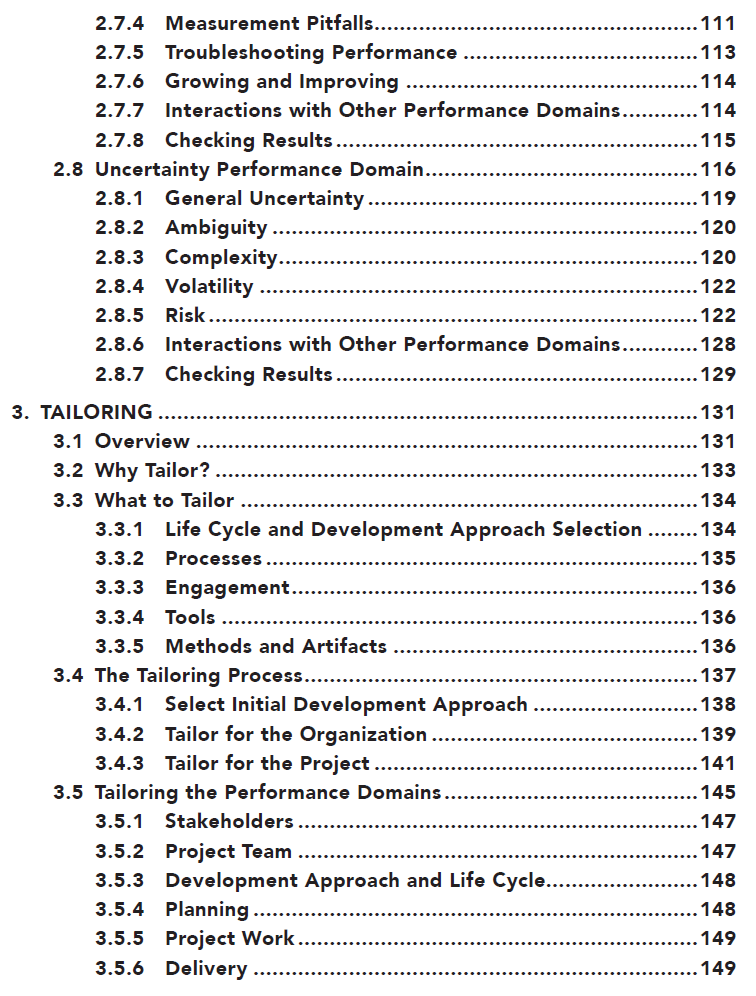 2.7.4 Measurement Pitfalls..........111
2.7.5 Troubleshooting Performance ..........113
2.7.6 Growing and Improving ..........114
2.7.7 Interactions with Other Performance Domains..........114
2.7.8 Checking Results..........115
2.8 Uncertainty Performance Domain..........116
2.8.1 General Uncertainty..........119
2.8.2 Ambiguity ..........120
2.8.3 Complexity..........120
2.8.4 Volatility ..........122
2.8.5 Risk..........122
2.8.6 Interactions with Other Performance Domains..........128
2.8.7 Checking Results..........129
3. TAILORING ..........131
3.1 Overview ..........131
3.2 Why Tailor? ..........133
3.3 What to Tailor ..........134
3.3.1 Life Cycle and Development Approach Selection ........134
3.3.2 Processes..........135
3.3.3 Engagement..........136
3.3.4 Tools ..........136
3.3.5 Methods and Artifacts ..........136
3.4 The Tailoring Process..........137
3.4.1 Select Initial Development Approach ..........138
3.4.2 Tailor for the Organization..........139
3.4.3 Tailor for the Project..........141
3.5 Tailoring the Performance Domains..........145
3.5.1 Stakeholders..........147
3.5.2 Project Team ..........147
3.5.3 Development Approach and Life Cycle..........148
3.5.4 Planning..........148
3.5.5 Project Work..........149
3.5.6 Delivery ..........149